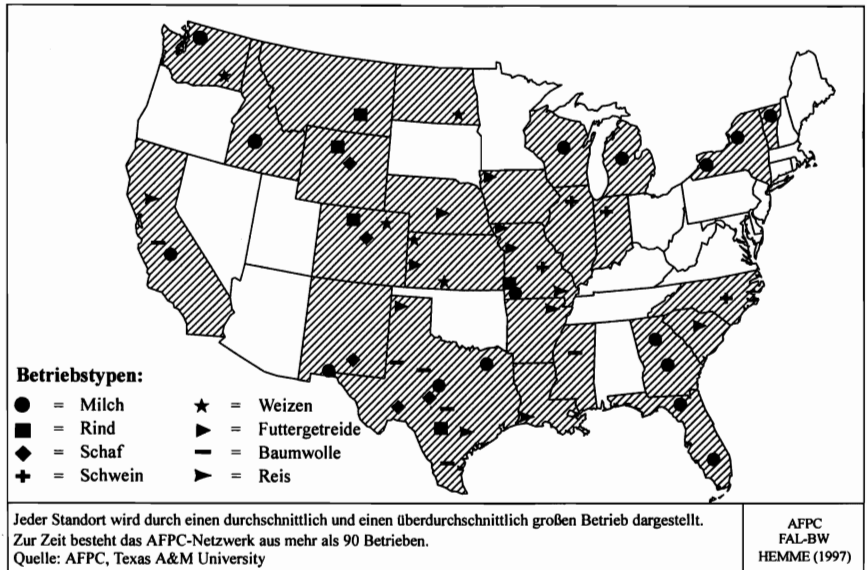 Betriebstypen:
= Milch
= Rind
= Schaf
= Schwein
= Weizen
= Futtergetreide
= Baumwolle
= Reis
Jeder Standort wird durch einen durchschnittlich und einen überdurchschnittlich großen Betrieb dargestellt.
Zur Zeit besteht das AFPC-Netzwerk aus mehr als 90 Betrieben.
Quelle: AFPC, Texas A&M University
AFPC
FAL-BW
HEMME (1997)